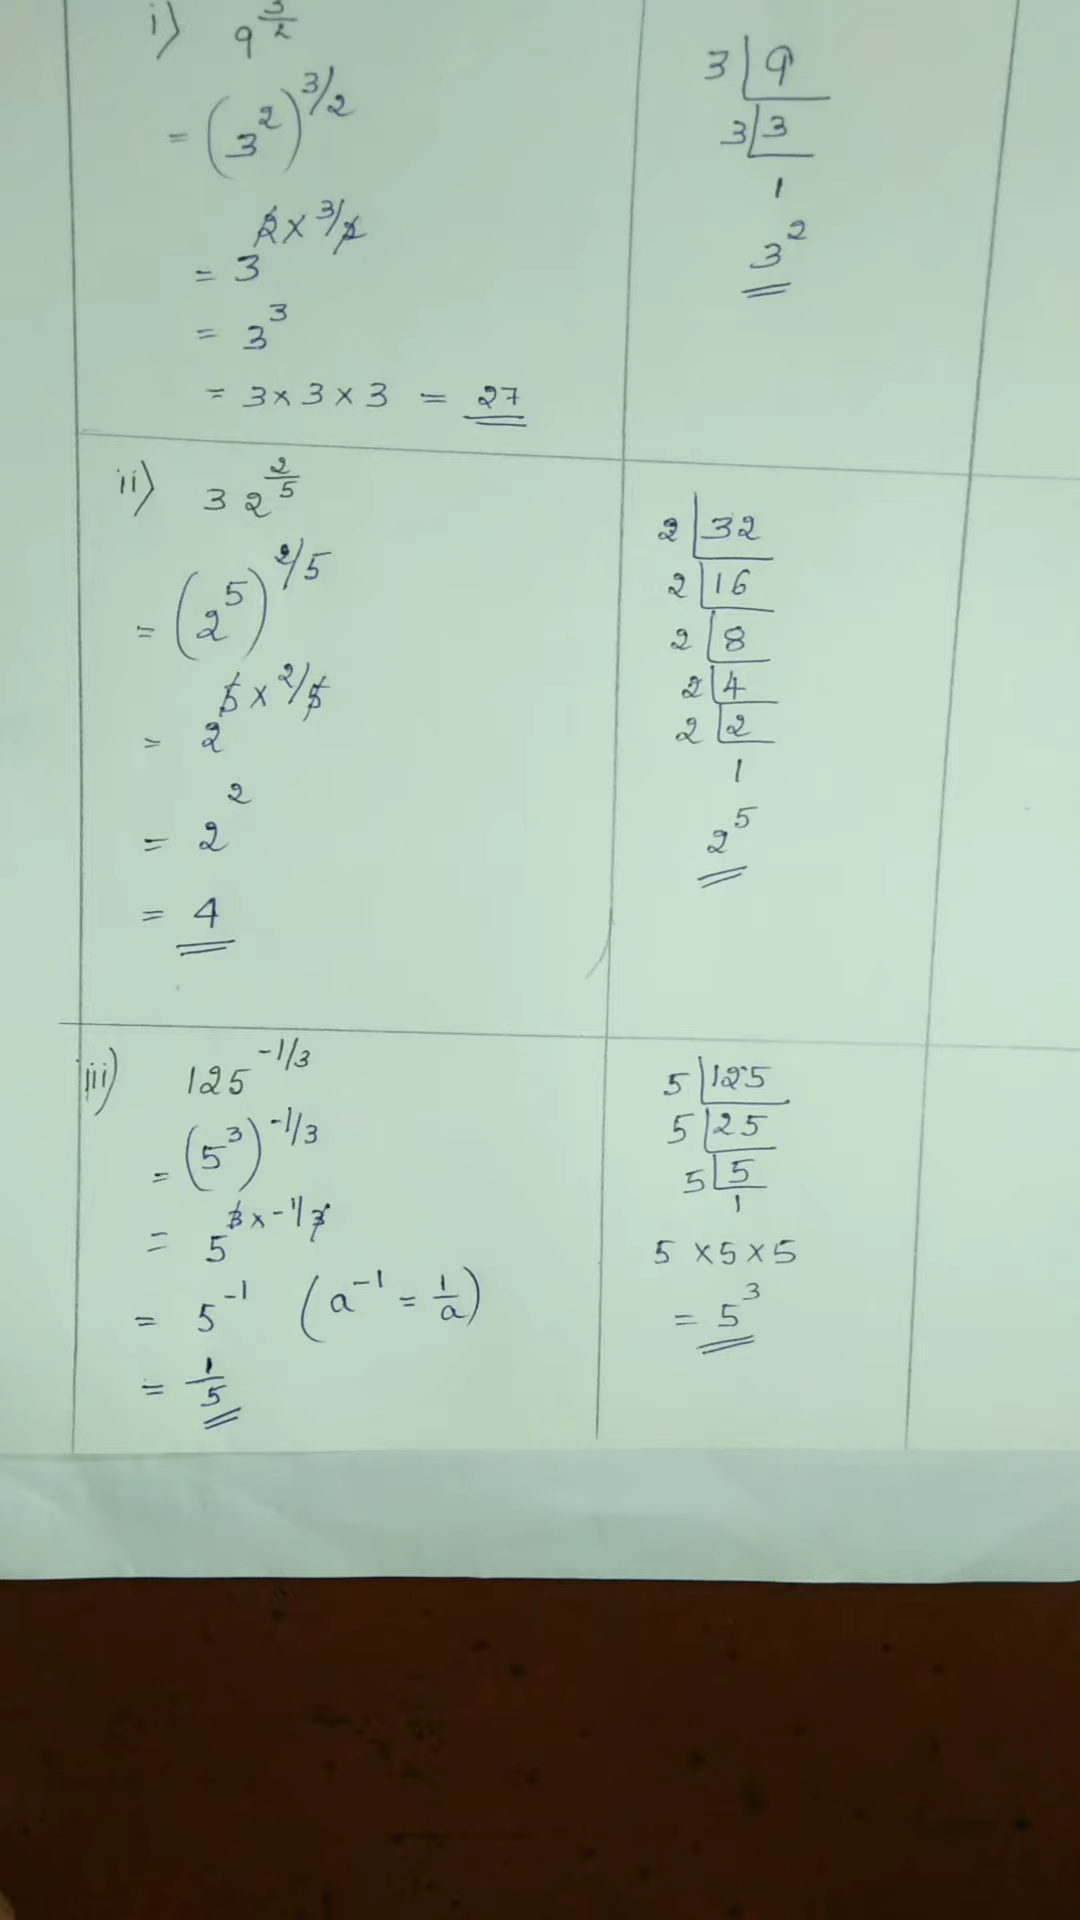 i) 9^(3/2)
= (3^2)^(3/2)
= 3^(2 × 3/2)
= 3^3
= 3 × 3 × 3 = 27
3 | 9
3 | 3
1
3^2
ii) 32^(2/5)
= (2^5)^(2/5)
= 2^(5 × 2/5)
= 2^2
= 4
2 | 32
2 | 16
2 | 8
2 | 4
2 | 2
1
2^5
iii) 125^(-1/3)
= (5^3)^(-1/3)
= 5^(3 × -1/3)
= 5^-1 (a^-1 = 1/a)
= 1/5
5 | 125
5 | 25
5 | 5
1
5 × 5 × 5
= 5^3